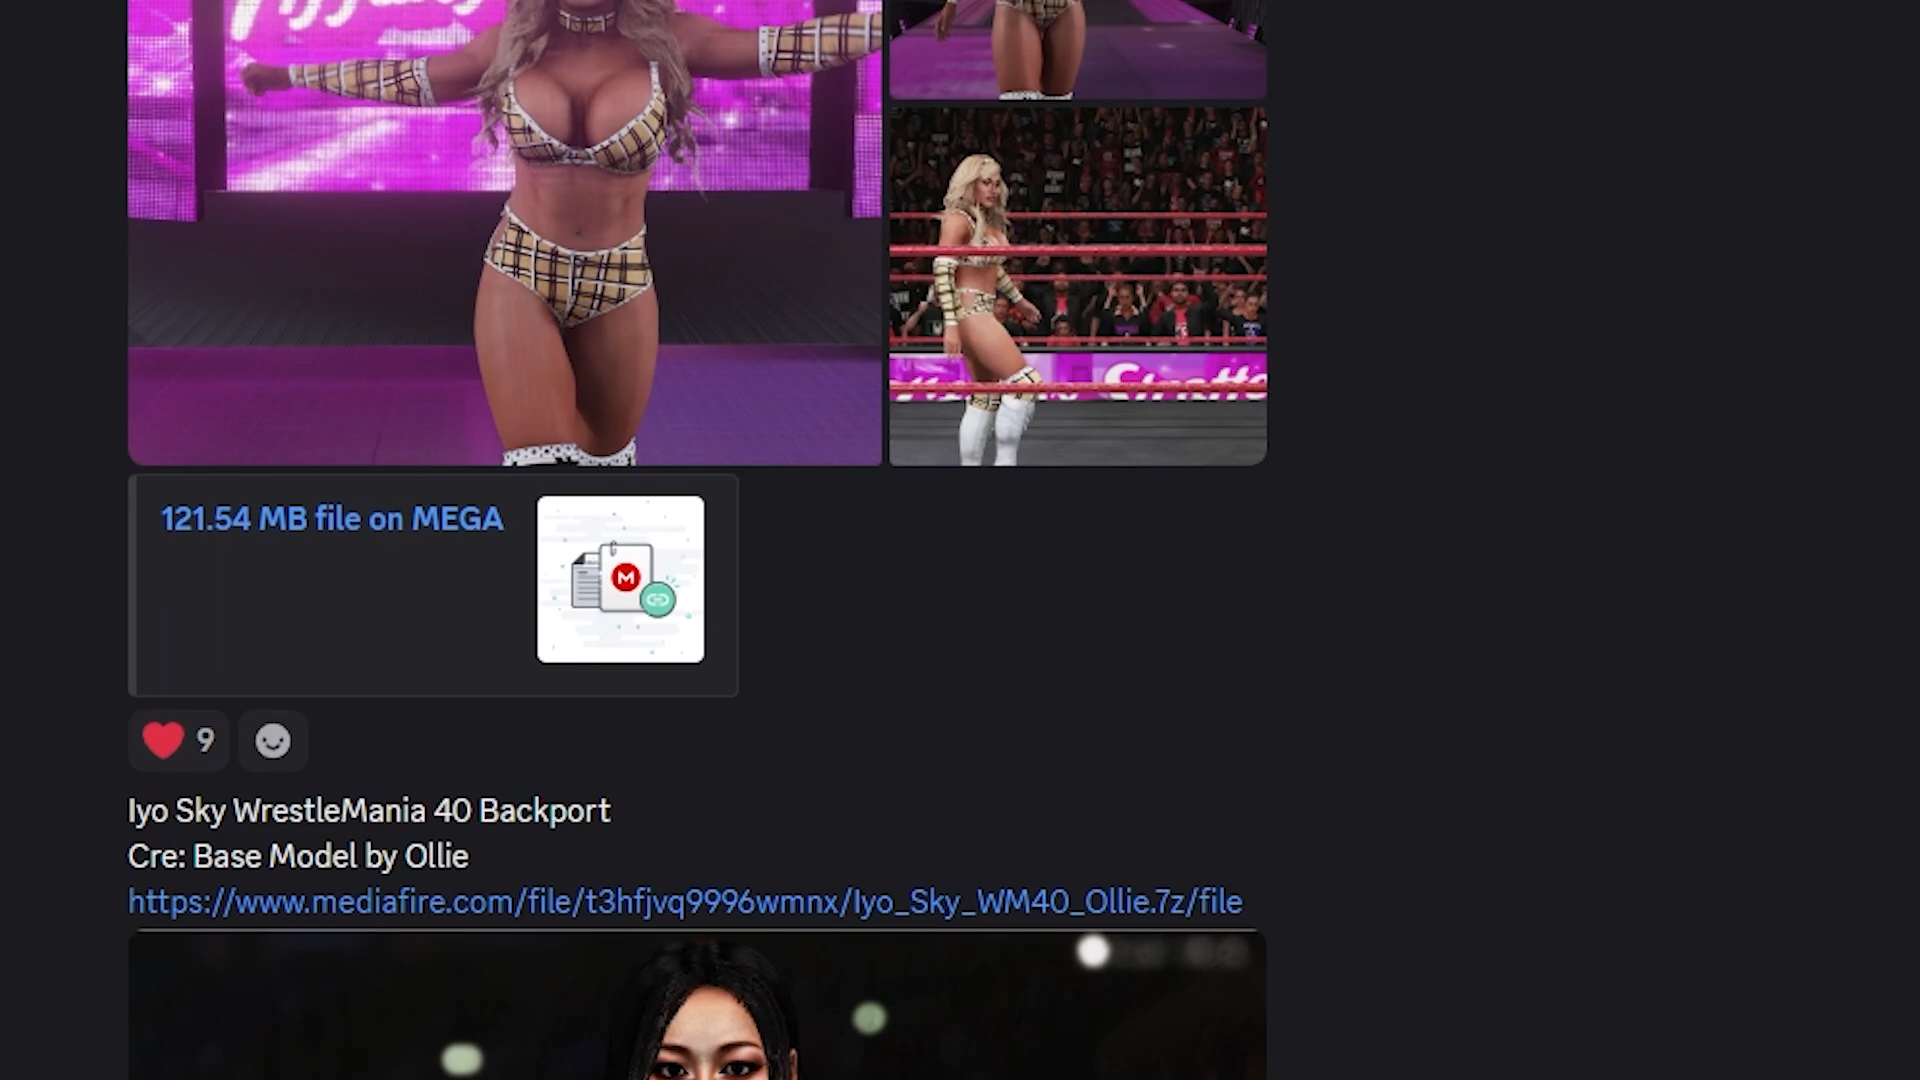 121.54 MB file on MEGA
M
9
Iyo Sky WrestleMania 40 Backport
Cre: Base Model by Ollie
https://www.mediafire.com/file/t3hfjvq9996wmnx/Iyo_Sky_WM40_Ollie.7z/file